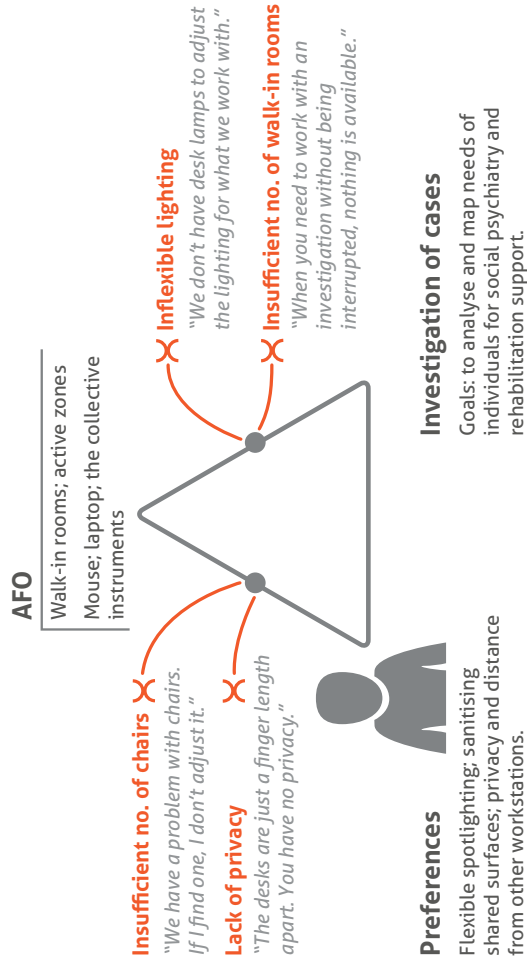 AFO
Walk-in rooms; active zones
Mouse; laptop; the collective
instruments
Insufficient no. of chairs
“We have a problem with chairs.
If I find one, I don’t adjust it.”
Lack of privacy
“The desks are just a finger length
apart. You have no privacy.”
Inflexible lighting
“We don’t have desk lamps to adjust
the lighting for what we work with.”
Insufficient no. of walk-in rooms
“When you need to work with an
investigation without being
interrupted, nothing is available.”
Preferences
Flexible spotlighting; sanitising
shared surfaces; privacy and distance
from other workstations.
Investigation of cases
Goals: to analyse and map needs of
individuals for social psychiatry and
rehabilitation support.